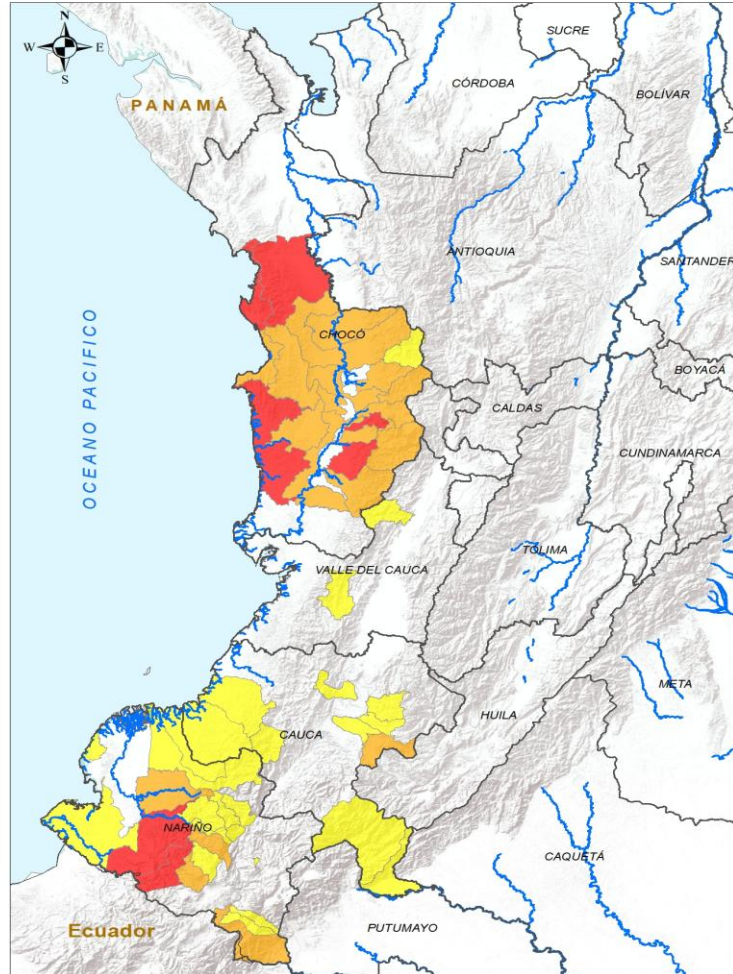 N
W E
S
SUCRE
CÓRDOBA
BOLÍVAR
PANAMÁ
ANTIOQUIA
SANTANDER
OCEANO PACIFICO
CHOCÓ
BOYACÁ
CALDAS
CUNDINAMARCA
TOLIMA
VALLE DEL CAUCA
META
HUILA
CAUCA
NARIÑO
CAQUETÁ
PUTUMAYO
Ecuador